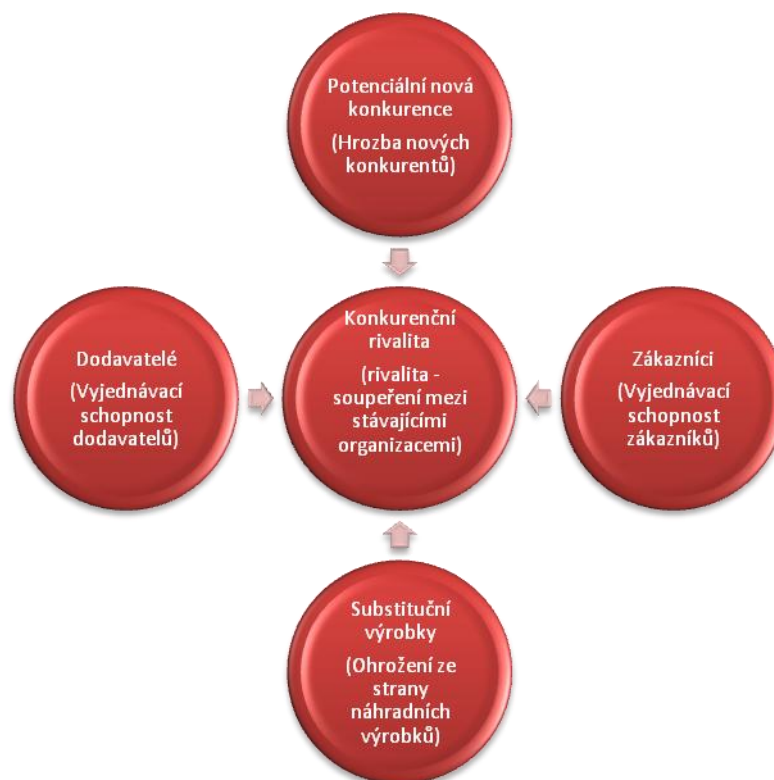 Potenciální nová
konkurence
(Hrozba nových
konkurentů)
Dodavatelé
(Vyjednávací
schopnost
dodavatelů)
Konkurenční
rivalita
(rivalita -
soupeření mezi
stávajícími
organizacemi)
Zákazníci
(Vyjednávací
schopnost
zákazníků)
Substituční
výrobky
(Ohrožení ze
strany
náhradních
výrobků)